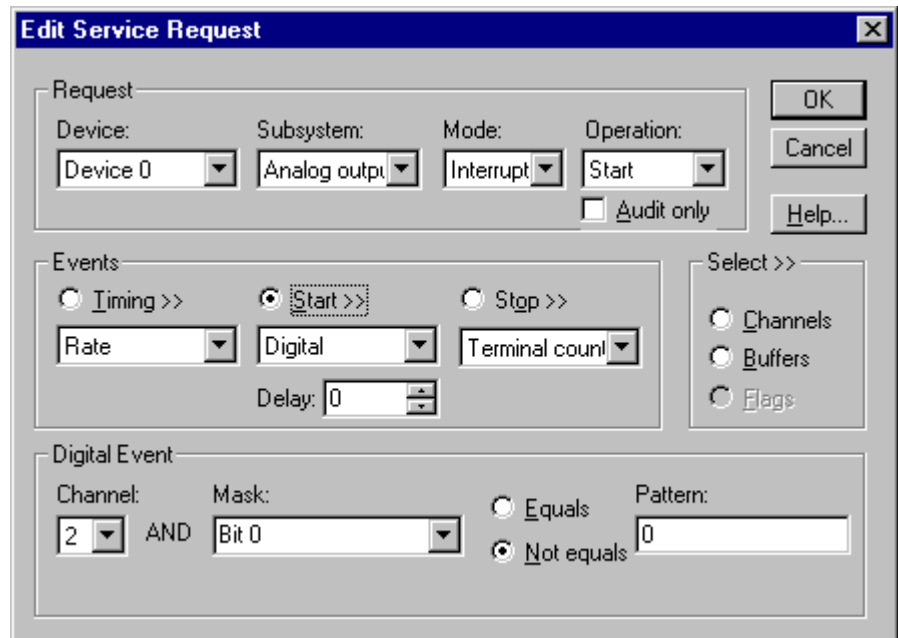 Edit Service Request
Request
Device: Subsystem: Mode: Operation:
Device 0 Analog outpu Interrupt Start
Audit only
OK
Cancel
Help...
Events
Timing >> Start >> Stop >>
Rate Digital Terminal count
Delay: 0
Select >>
Channels
Buffers
Flags
Digital Event
Channel: Mask: Pattern:
2 AND Bit 0 Equals 0
Not equals